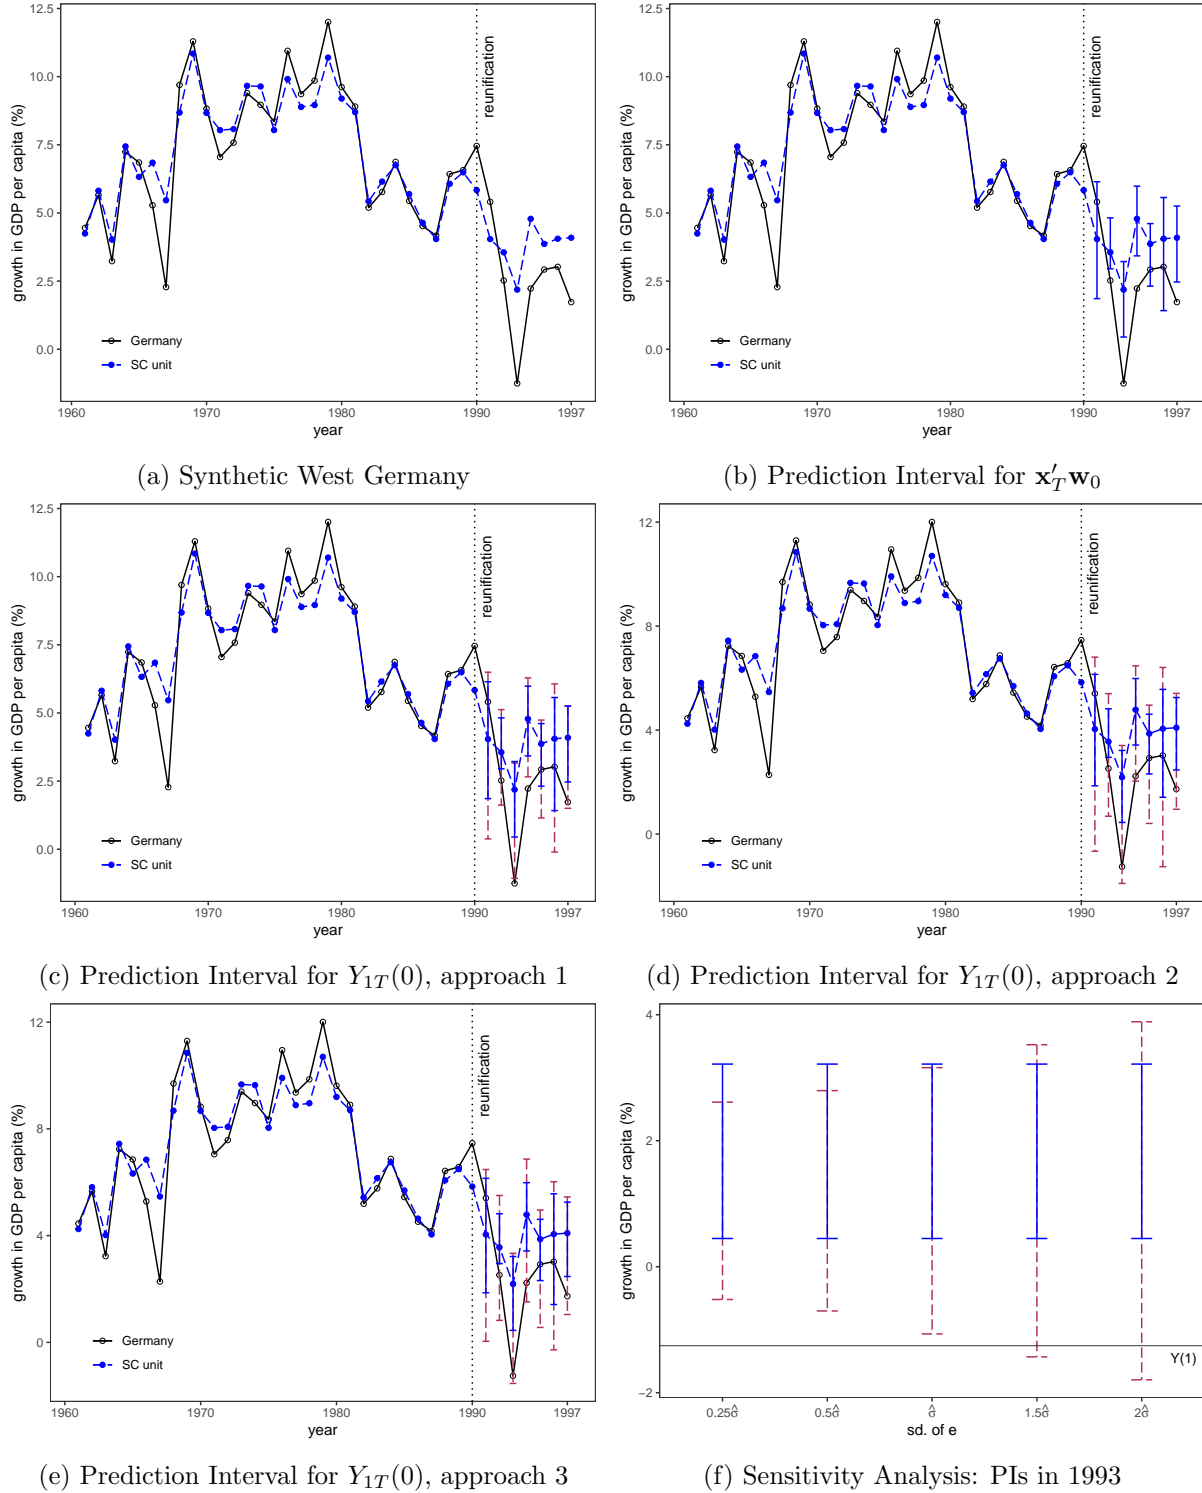 12.5
10.0
7.5
5.0
2.5
0.0
growth in GDP per capita (%)
reunification
Germany
SC unit
1960 1970 1980 1990 1997
year
(a) Synthetic West Germany
12.5
10.0
7.5
5.0
2.5
0.0
growth in GDP per capita (%)
reunification
Germany
SC unit
1960 1970 1980 1990 1997
year
(b) Prediction Interval for x′_T w_0
12.5
10.0
7.5
5.0
2.5
0.0
growth in GDP per capita (%)
reunification
Germany
SC unit
1960 1970 1980 1990 1997
year
(c) Prediction Interval for Y_{1T}(0), approach 1
12
8
4
0
growth in GDP per capita (%)
reunification
Germany
SC unit
1960 1970 1980 1990 1997
year
(d) Prediction Interval for Y_{1T}(0), approach 2
12
8
4
0
growth in GDP per capita (%)
reunification
Germany
SC unit
1960 1970 1980 1990 1997
year
(e) Prediction Interval for Y_{1T}(0), approach 3
4
2
0
−2
growth in GDP per capita (%)
Y(1)
0.25σ̂ 0.5σ̂ σ̂ 1.5σ̂ 2σ̂
sd. of e
(f) Sensitivity Analysis: PIs in 1993